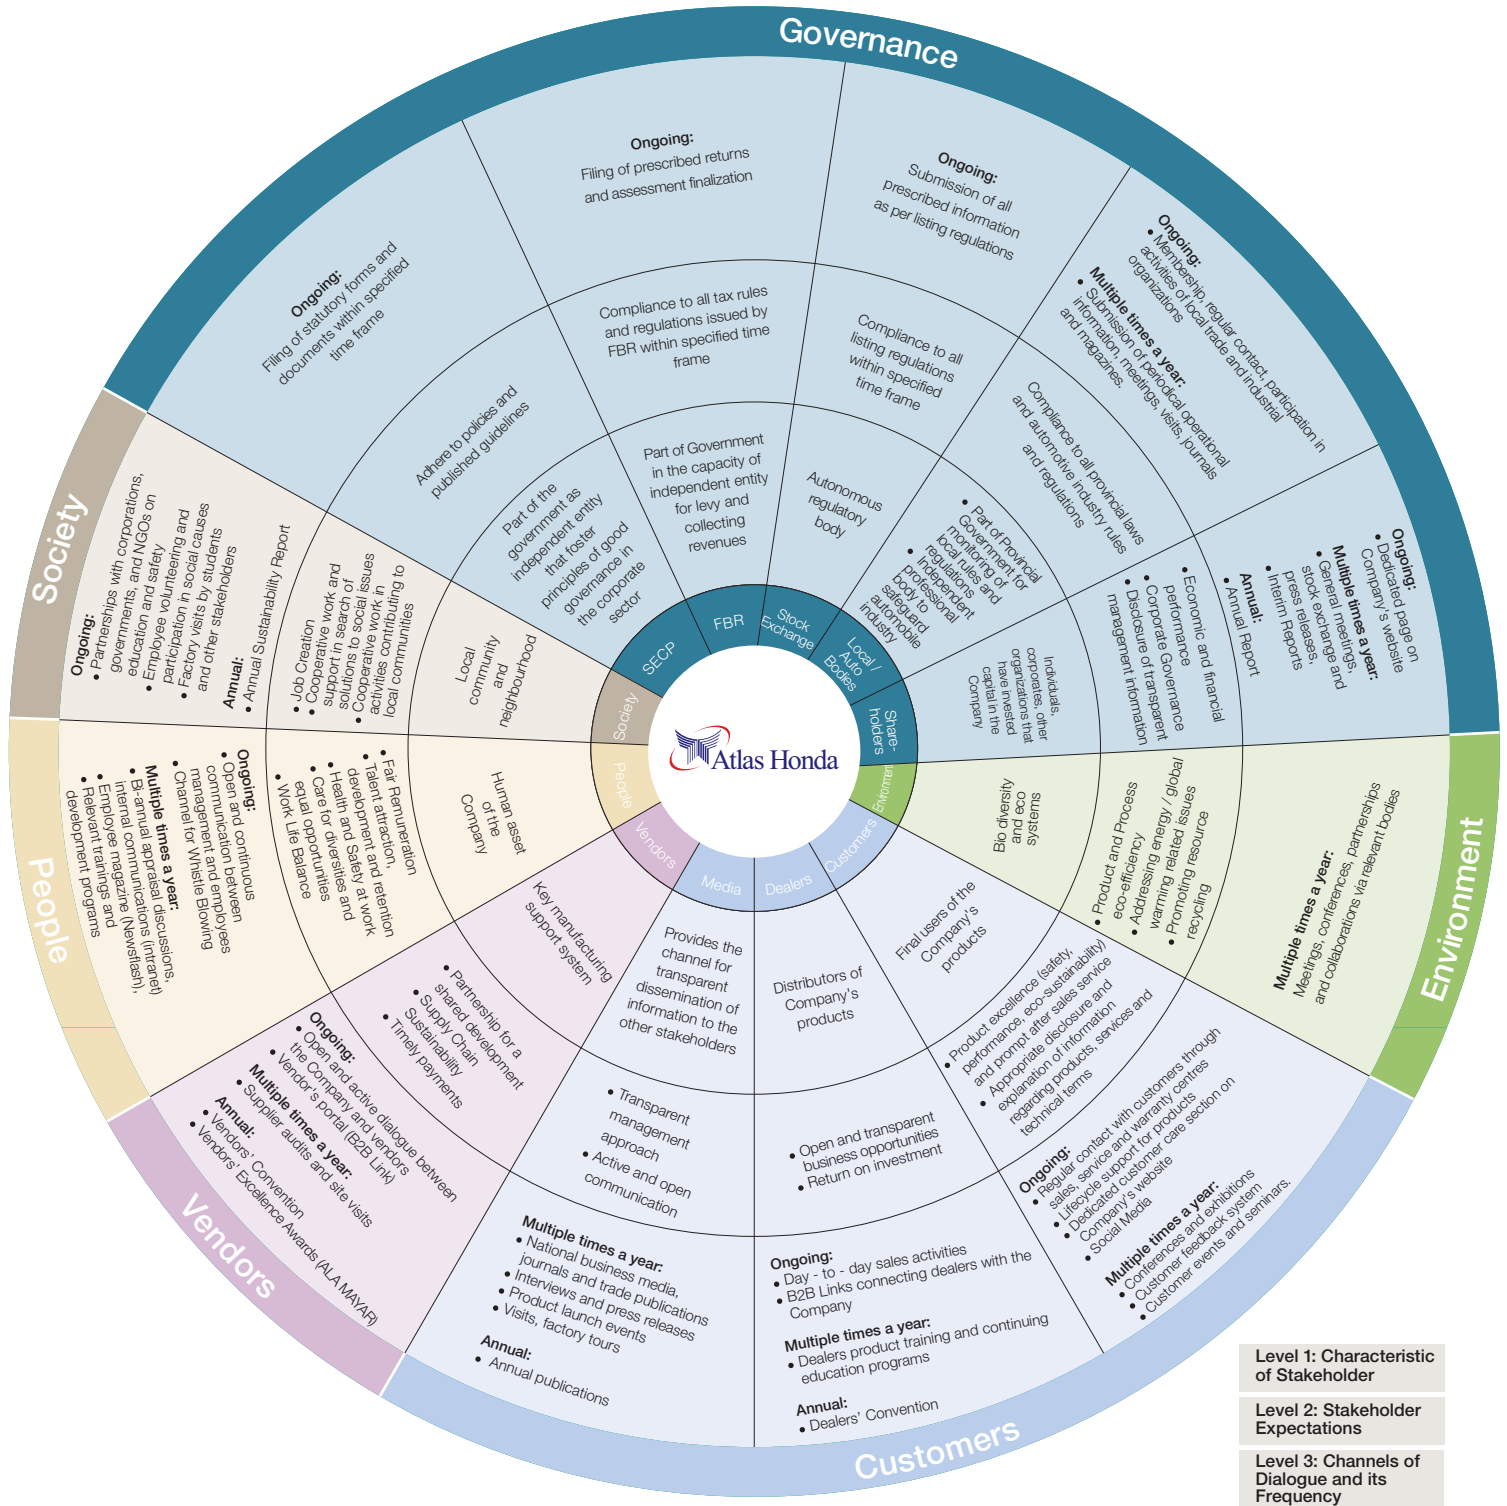 Governance
Ongoing:
Filing of statutory forms and
documents within specified
time frame
Adhere to policies and
published guidelines
Part of the
government as
independent entity
that foster
principles of good
governance in
the corporate
sector
SECP
Ongoing:
Filing of prescribed returns
and assessment finalization
Compliance to all tax rules
and regulations issued by
FBR within specified time
frame
Part of Government
in the capacity of
independent entity
for levy and
collecting
revenues
FBR
Ongoing:
Submission of all
prescribed information
as per listing regulations
Compliance to all
listing regulations
within specified
time frame
Autonomous
regulatory
body
Stock
Exchange
Ongoing:
• Membership, regular contact, participation in
activities of local trade and industrial
organizations
Multiple times a year:
• Submission of periodical operational
information, meetings, visits, journals
and magazines.
Compliance to all provincial laws
and automotive industry rules
and regulations
• Part of Provincial
Government for
monitoring of
local rules and
regulations
• Independent
professional
body to
safeguard
automobile
industry
Local /
Auto
Bodies
Ongoing:
• Dedicated page on
Company's website
Multiple times a year:
• General meetings,
stock exchange and
press releases,
• Interim Reports
Annual:
• Annual Report
• Economic and financial
performance
• Corporate Governance
• Disclosure of transparent
management information
Individuals,
corporates, other
organizations that
have invested
capital in the
Company
Share-
holders
Environment
Multiple times a year:
Meetings, conferences, partnerships
and collaborations via relevant bodies
• Product and Process
eco-efficiency
• Addressing energy / global
warming related issues
• Promoting resource
recycling
Bio diversity
and eco
systems
Environment
Customers
Final users of the
Company's
products
• Product excellence (safety,
performance, eco-sustainability)
and prompt after sales service
• Appropriate disclosure and
explanation of information
regarding products, services and
technical terms
Ongoing:
• Regular contact with customers through
sales, service and warranty centres
• Lifecycle support for products
• Dedicated customer care section on
Company's website
• Social Media
Multiple times a year:
• Conferences and exhibitions
• Customer feedback system
• Customer events and seminars.
Dealers
Distributors of
Company's
products
• Open and transparent
business opportunities
• Return on investment
Ongoing:
• Day - to - day sales activities
• B2B Links connecting dealers with the
Company
Multiple times a year:
• Dealers product training and continuing
education programs
Annual:
• Dealers' Convention
Media
Provides the
channel for
transparent
dissemination of
information to the
other stakeholders
• Transparent
management
approach
• Active and open
communication
Multiple times a year:
• National business media,
journals and trade publications
• Interviews and press releases
• Product launch events
• Visits, factory tours
Annual:
• Annual publications
Customers
Vendors
Key manufacturing
support system
• Partnership for a
shared development
• Supply Chain
Sustainability
• Timely payments
Ongoing:
• Open and active dialogue between
the Company and vendors
• Vendor's portal (B2B Link)
Multiple times a year:
• Supplier audits and site visits
Annual:
• Vendors' Convention
• Vendors' Excellence Awards (ALA MAYAR)
Vendors
People
Human asset
of the
Company
• Fair Remuneration
• Talent attraction,
development and retention
• Health and Safety at work
• Care for diversities and
equal opportunities
• Work Life Balance
Ongoing:
• Open and continuous
communication between
management and employees
• Channel for Whistle Blowing
Multiple times a year:
• Bi-annual appraisal discussions,
internal communications (intranet)
• Employee magazine (Newsflash),
• Relevant trainings and
development programs
People
Society
Ongoing:
• Partnerships with corporations,
governments, and NGOs on
education and safety
• Employee volunteering and
participation in social causes
• Factory visits by students
and other stakeholders
Annual:
• Annual Sustainability Report
• Job Creation
• Cooperative work and
support in search of
solutions to social issues
• Cooperative work in
activities contributing to
local communities
Local
community
and
neighbourhood
Society
Atlas Honda
Level 1: Characteristic
of Stakeholder
Level 2: Stakeholder
Expectations
Level 3: Channels of
Dialogue and its
Frequency